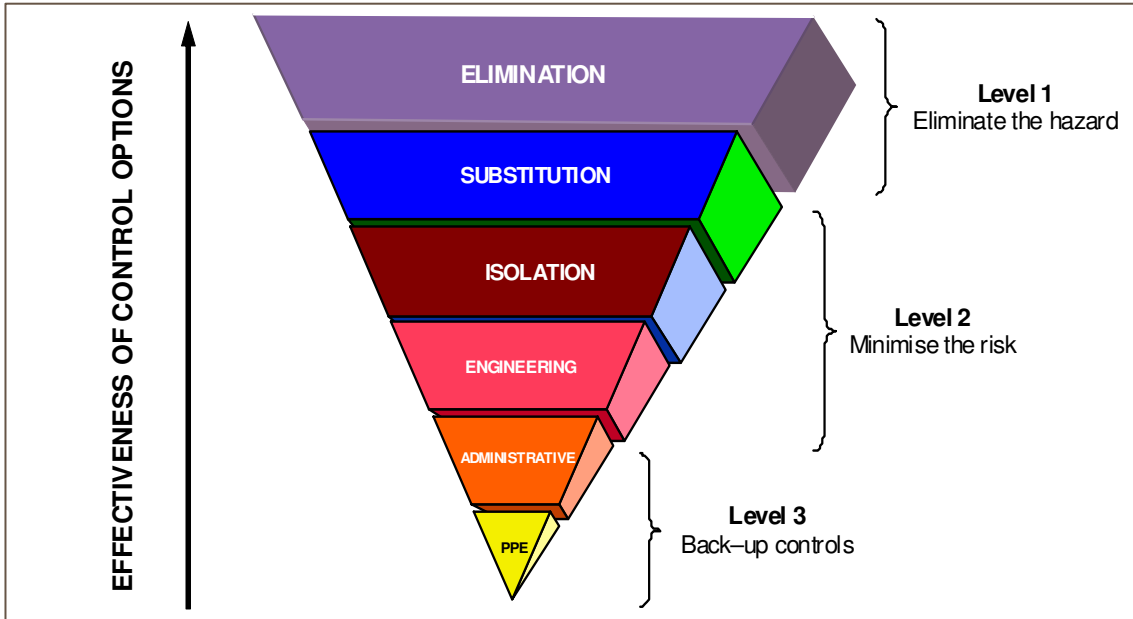 EFFECTIVENESS OF CONTROL OPTIONS
ELIMINATION
Level 1
Eliminate the hazard
SUBSTITUTION
ISOLATION
Level 2
Minimise the risk
ENGINEERING
ADMINISTRATIVE
Level 3
Back–up controls
PPE